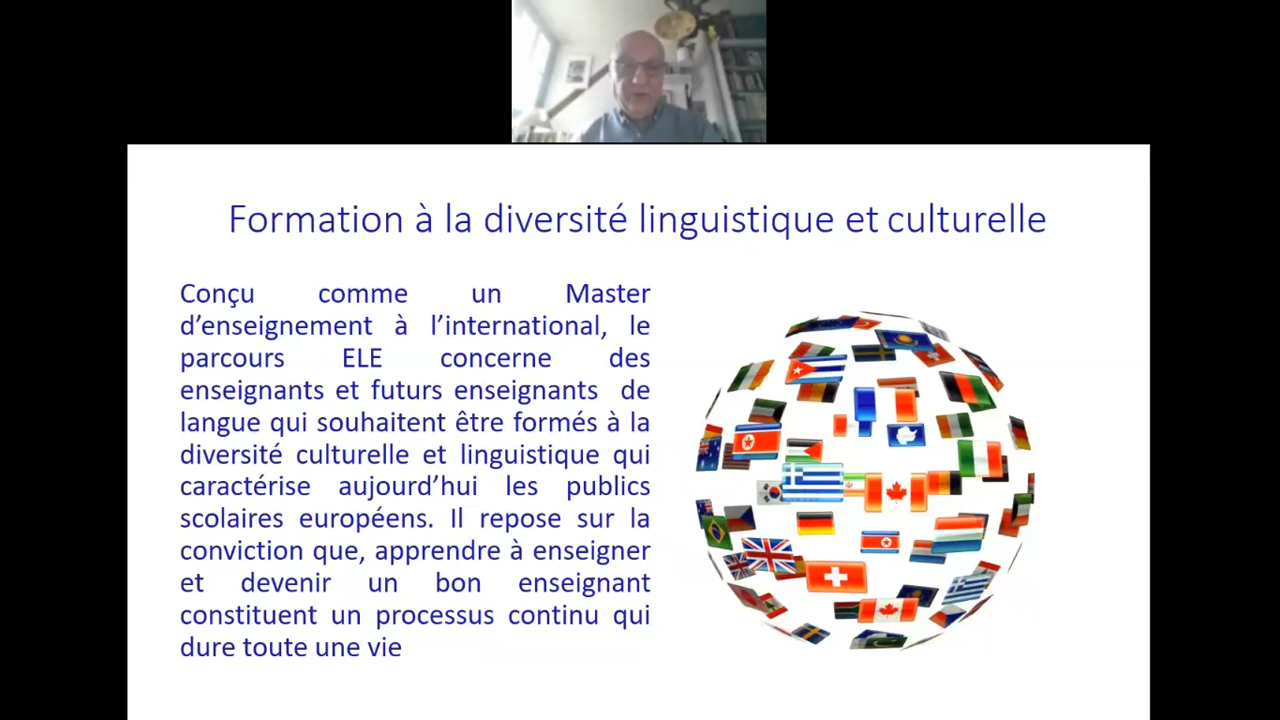 Formation à la diversité linguistique et culturelle
Conçu comme un Master
d’enseignement à l’international, le
parcours ELE concerne des
enseignants et futurs enseignants de
langue qui souhaitent être formés à la
diversité culturelle et linguistique qui
caractérise aujourd’hui les publics
scolaires européens. Il repose sur la
conviction que, apprendre à enseigner
et devenir un bon enseignant
constituent un processus continu qui
dure toute une vie